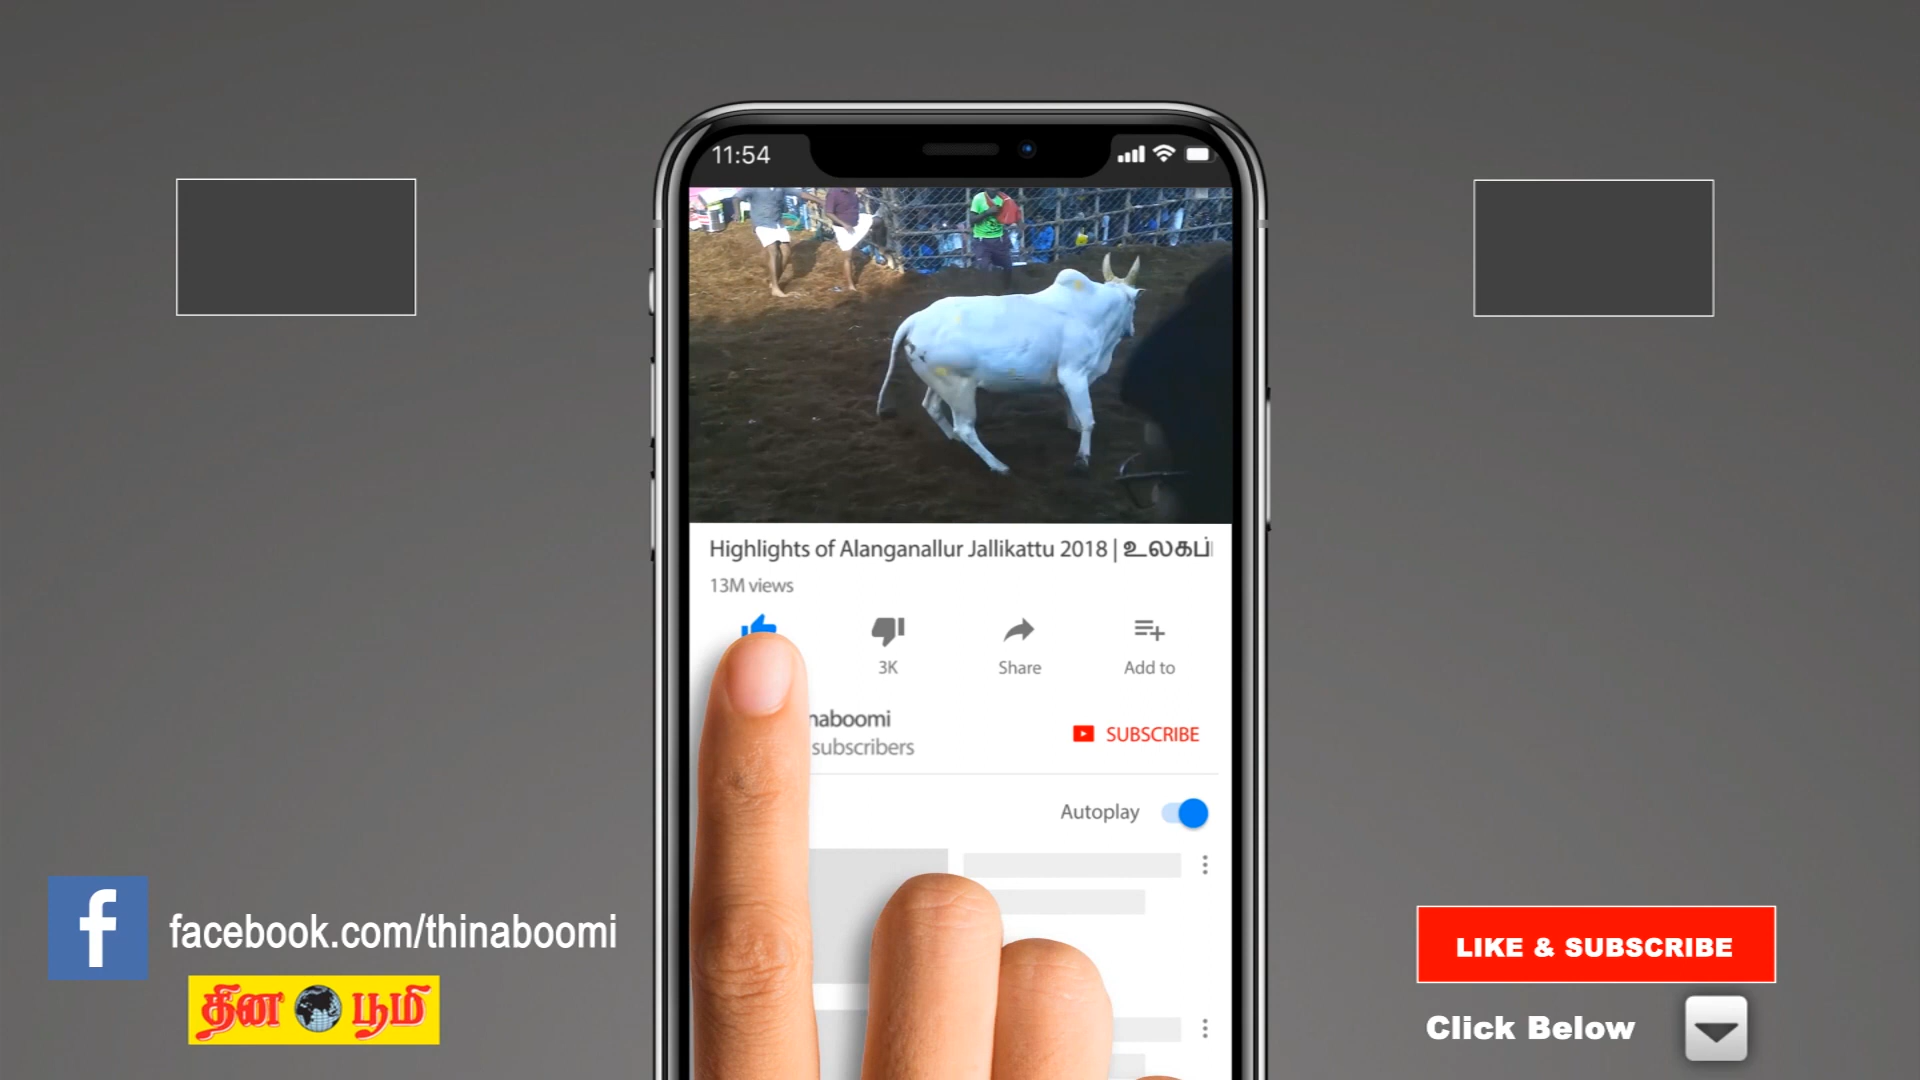 11:54
Highlights of Alanganallur Jallikattu 2018 | உலகப்
13M views
3K
Share
Add to
naboomi
subscribers
SUBSCRIBE
Autoplay
facebook.com/thinaboomi
தின பூமி
LIKE & SUBSCRIBE
Click Below